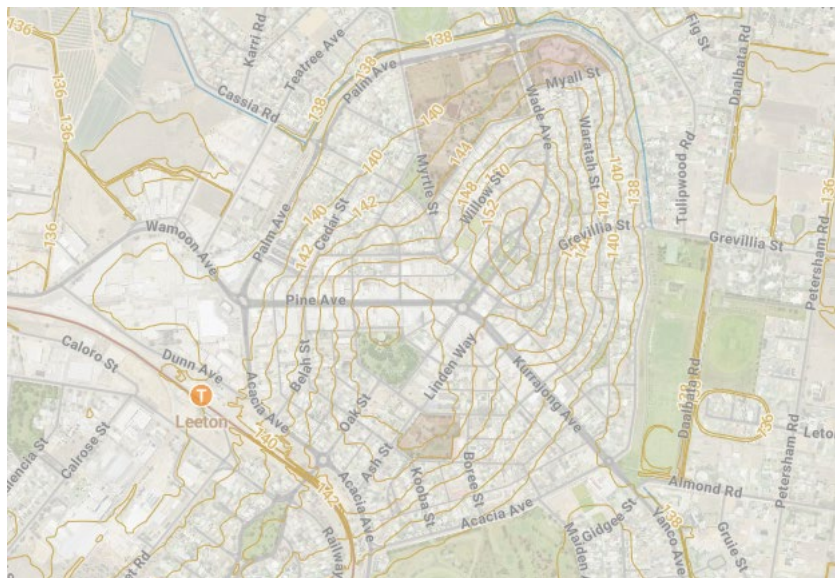 136
Karri Rd
Teatree Ave
138
138
Palm Ave
Fig St
Daalbata Rd
136
136
Cassia Rd
138
Myall St
Wade Ave
Waratah St
140
140
144
140
138
Tulipwood Rd
Myrtle St
148
Willow St
152
142
136
Cedar St
142
140
142
Palm Ave
Wamoon Ave
136
Grevillia St
Grevillia St
140
Petersham Rd
Pine Ave
Caloro St
Dunn Ave
Belah St
Linden Way
Kurrajong Ave
Daalbata Rd
T
Leeton
Acacia Ave
Oak St
136
Calrose St
140
Ash St
Kooba St
Boree St
Petersham Rd
142
Acacia Ave
Acacia Ave
Almond Rd
Gidgee St
138
Yanco Ave
Gruie St
Railway
Maiden